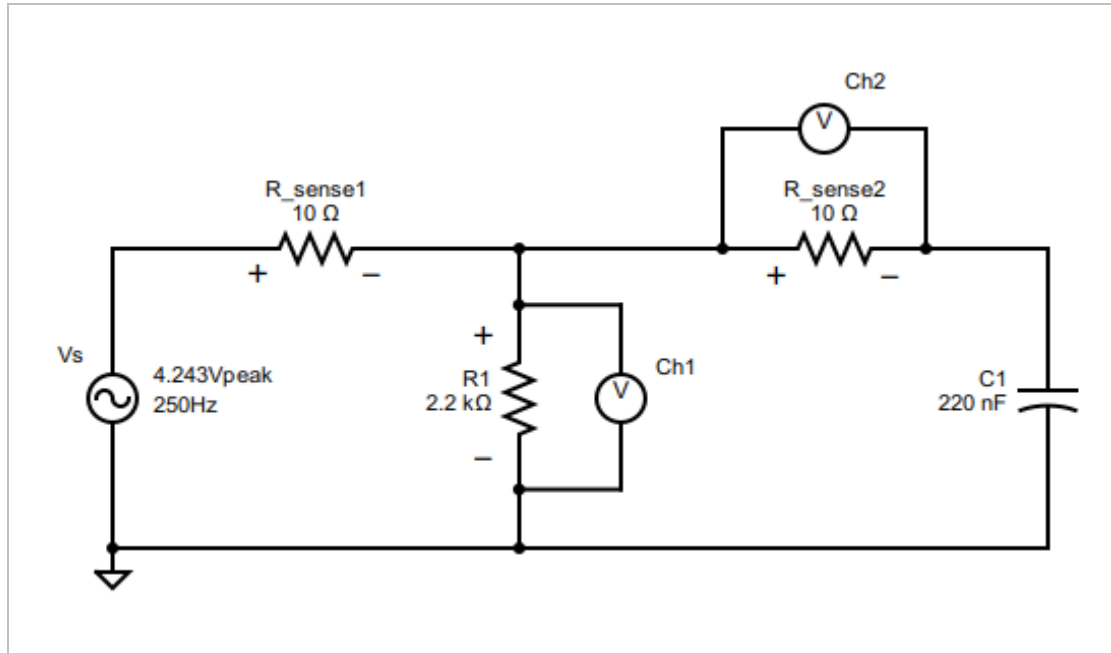 Ch2
V
R_sense1
10 Ω
R_sense2
10 Ω
+ −
+ −
Vs
4.243Vpeak
250Hz
+
R1
2.2 kΩ
−
V
Ch1
C1
220 nF